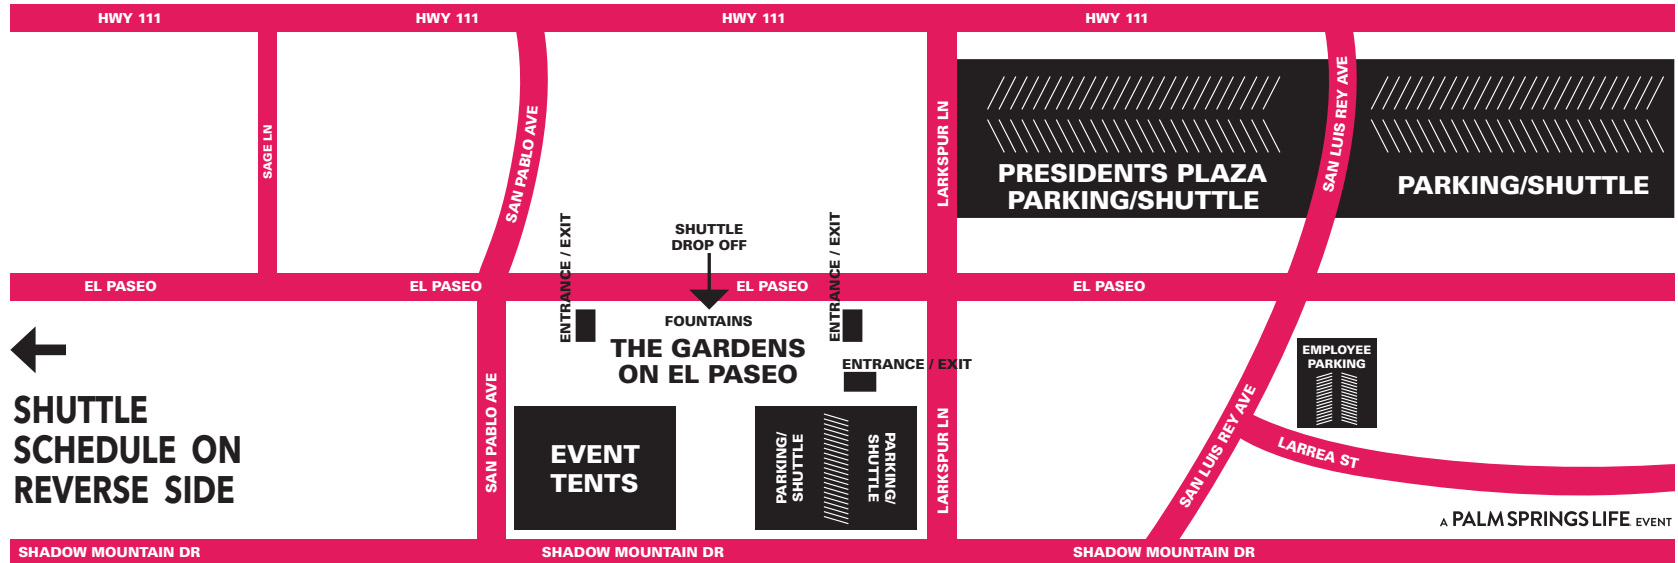 HWY 111
HWY 111
HWY 111
HWY 111
SAGE LN
SAN PABLO AVE
LARKSPUR LN
SAN LUIS REY AVE
PRESIDENTS PLAZA
PARKING/SHUTTLE
PARKING/SHUTTLE
ENTRANCE / EXIT
SHUTTLE
DROP OFF
ENTRANCE / EXIT
EL PASEO
EL PASEO
EL PASEO
EL PASEO
FOUNTAINS
THE GARDENS
ON EL PASEO
ENTRANCE / EXIT
EMPLOYEE
PARKING
SHUTTLE
SCHEDULE ON
REVERSE SIDE
SAN PABLO AVE
EVENT
TENTS
PARKING/
SHUTTLE
PARKING/
SHUTTLE
LARKSPUR LN
SAN LUIS REY AVE
LARREA ST
A PALM SPRINGS LIFE EVENT
SHADOW MOUNTAIN DR
SHADOW MOUNTAIN DR
SHADOW MOUNTAIN DR